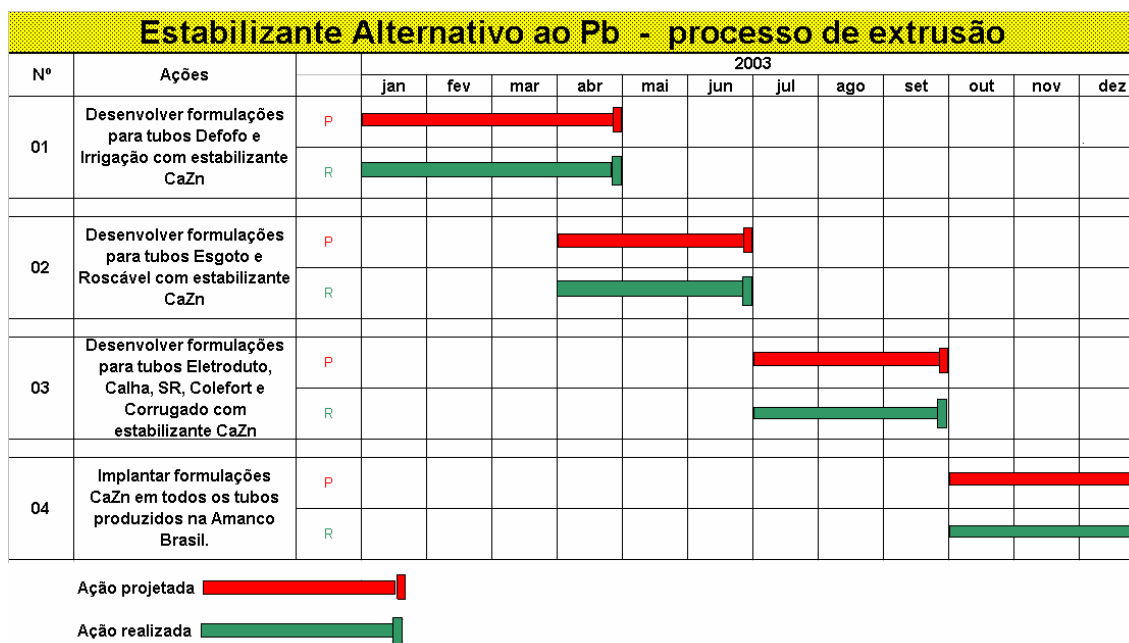 Estabilizante Alternativo ao Pb - processo de extrusão
Nº
Ações
2003
jan fev mar abr mai jun jul ago set out nov dez
01
Desenvolver formulações
para tubos Defofo e
Irrigação com estabilizante
CaZn
P
R
02
Desenvolver formulações
para tubos Esgoto e
Roscável com estabilizante
CaZn
P
R
03
Desenvolver formulações
para tubos Eletroduto,
Calha, SR, Colefort e
Corrugado com
estabilizante CaZn
P
R
04
Implantar formulações
CaZn em todos os tubos
produzidos na Amanco
Brasil.
P
R
Ação projetada
Ação realizada